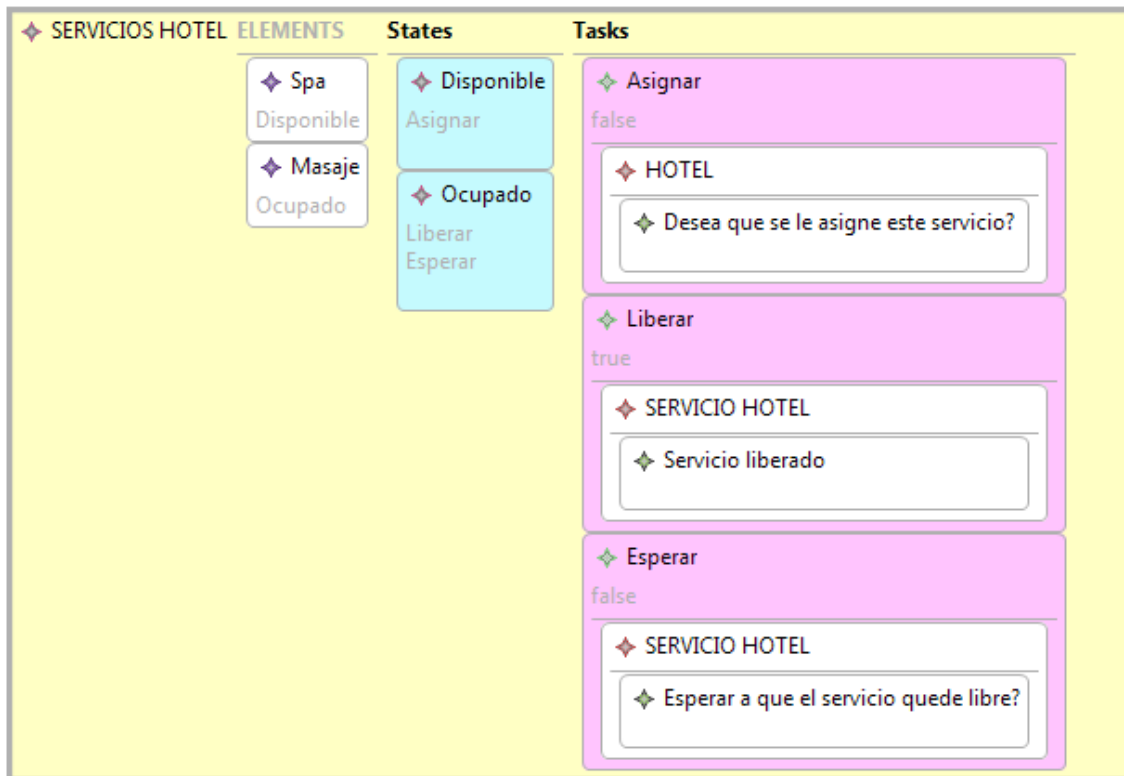 SERVICIOS HOTEL
ELEMENTS
Spa
Disponible
Masaje
Ocupado
States
Disponible
Asignar
Ocupado
Liberar
Esperar
Tasks
Asignar
false
HOTEL
Desea que se le asigne este servicio?
Liberar
true
SERVICIO HOTEL
Servicio liberado
Esperar
false
SERVICIO HOTEL
Esperar a que el servicio quede libre?